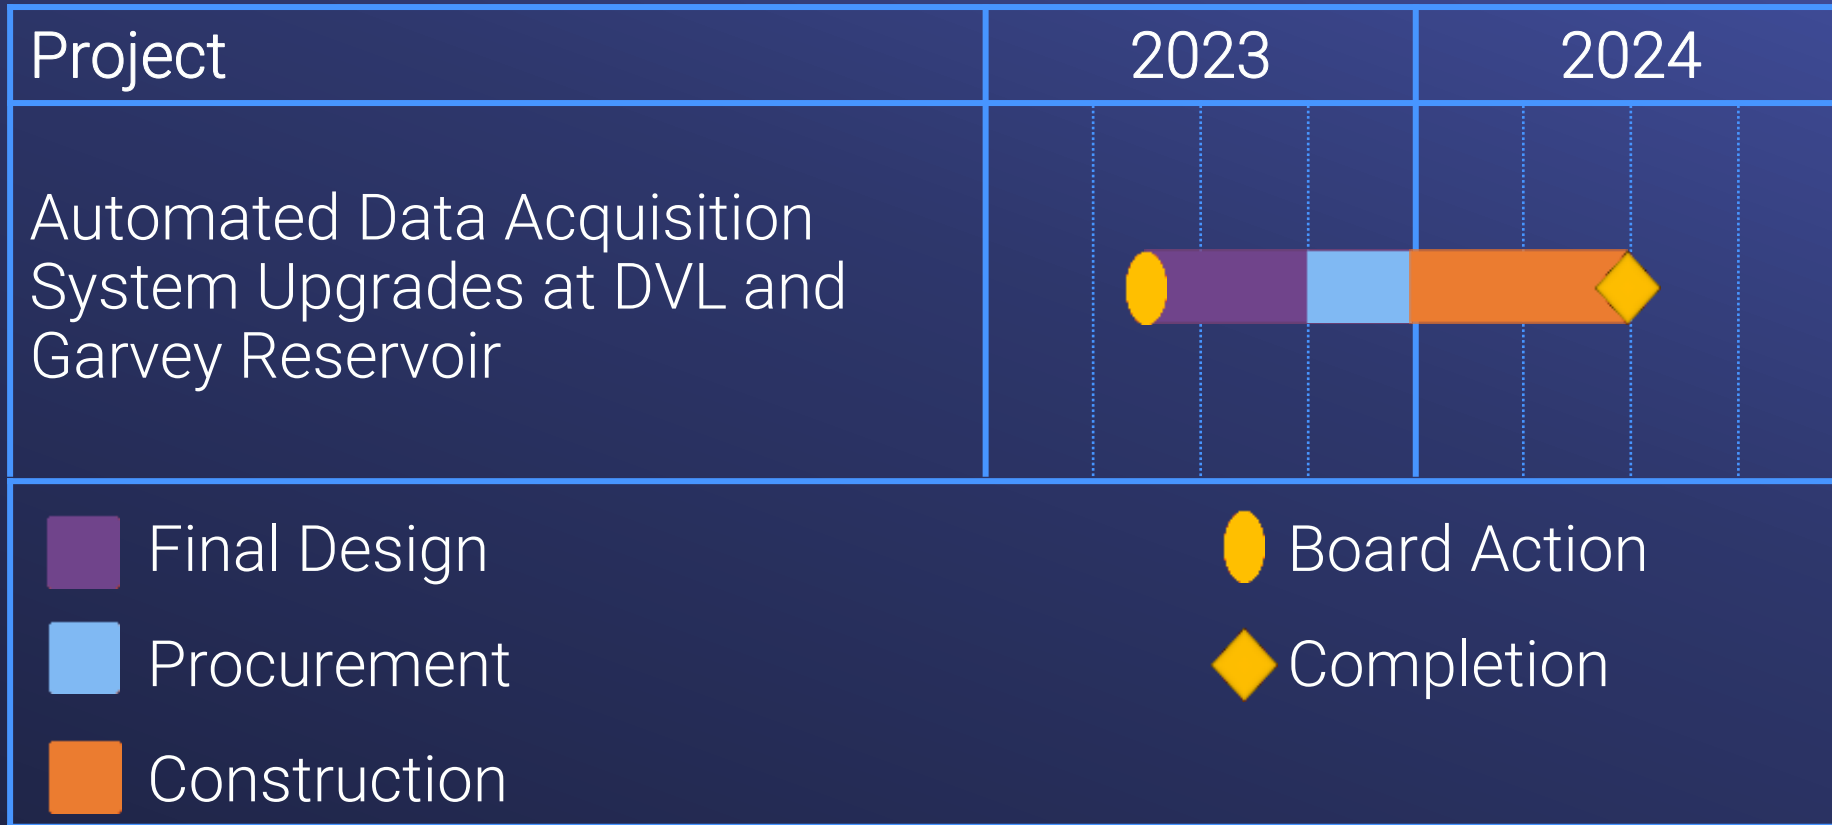 Project
2023
2024
Automated Data Acquisition
System Upgrades at DVL and
Garvey Reservoir
Final Design
Board Action
Procurement
Completion
Construction